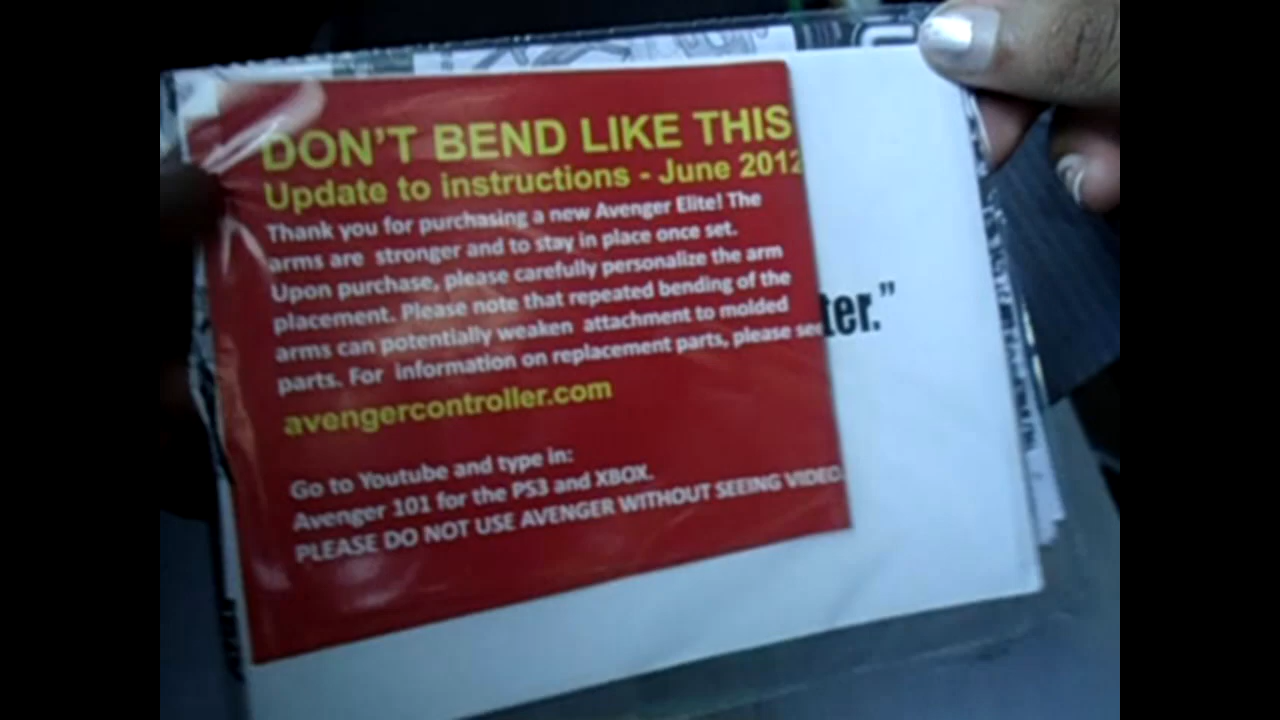 DON'T BEND LIKE THIS
Update to instructions - June 2012
Thank you for purchasing a new Avenger Elite! The
arms are stronger and to stay in place once set.
Upon purchase, please carefully personalize the arm
placement. Please note that repeated bending of the
arms can potentially weaken attachment to molded
parts. For information on replacement parts, please see
ter."
avengercontroller.com
Go to Youtube and type in:
Avenger 101 for the PS3 and XBOX.
PLEASE DO NOT USE AVENGER WITHOUT SEEING VIDEO